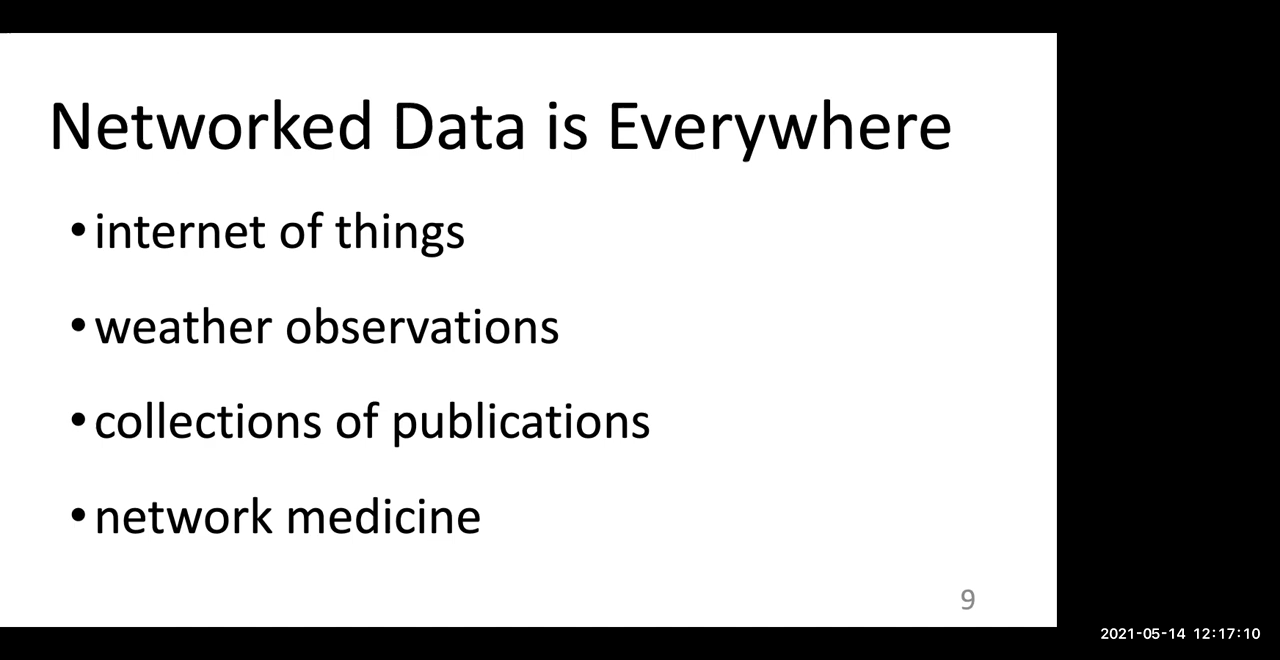 Networked Data is Everywhere
•internet of things
•weather observations
•collections of publications
•network medicine
9
2021-05-14 12:17:10